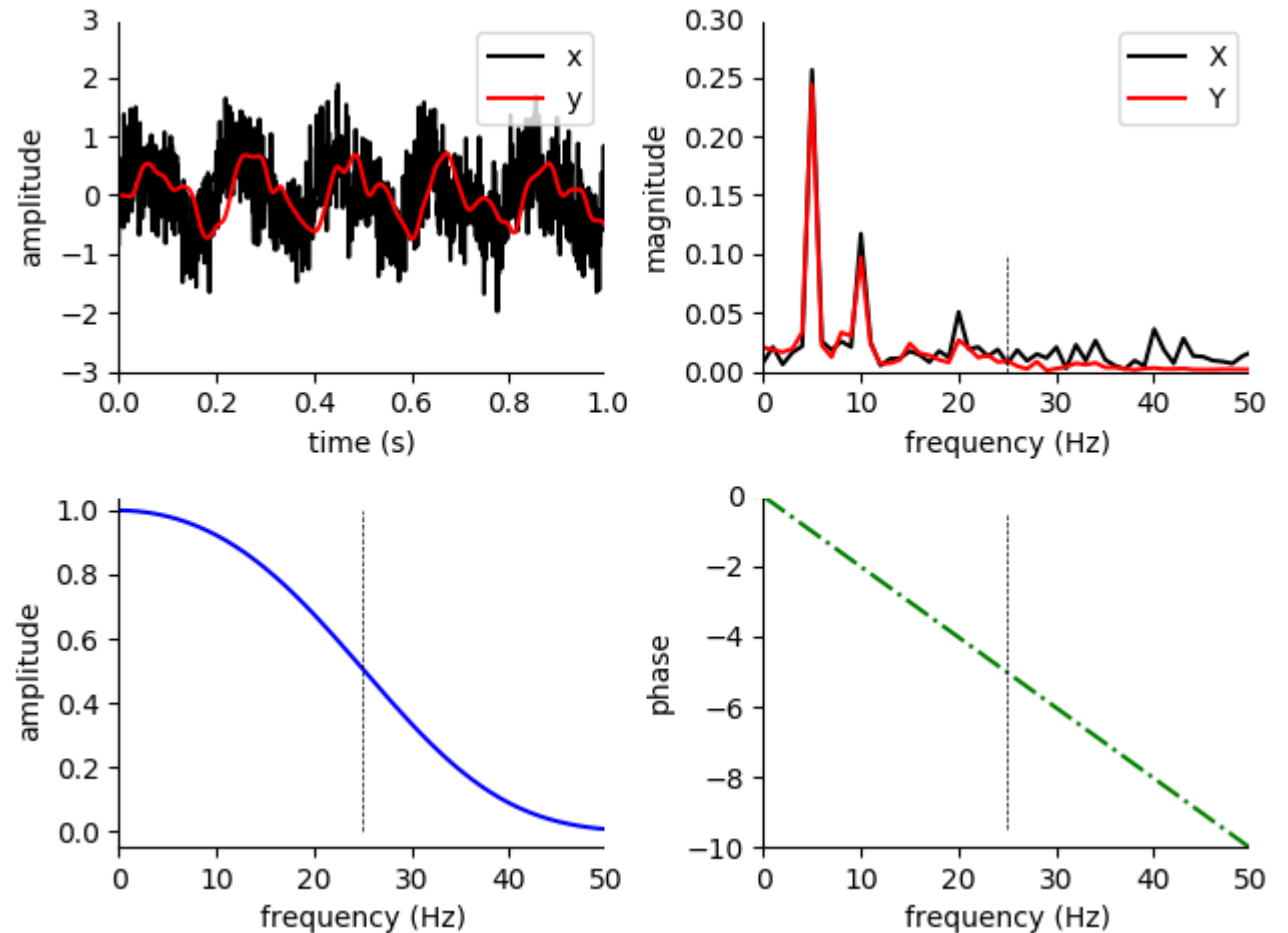 3
2
1
0
−1
−2
−3
amplitude
x
y
0.0 0.2 0.4 0.6 0.8 1.0
time (s)
0.30
0.25
0.20
0.15
0.10
0.05
0.00
magnitude
X
Y
0 10 20 30 40 50
frequency (Hz)
1.0
0.8
0.6
0.4
0.2
0.0
amplitude
0 10 20 30 40 50
frequency (Hz)
0
−2
−4
−6
−8
−10
phase
0 10 20 30 40 50
frequency (Hz)